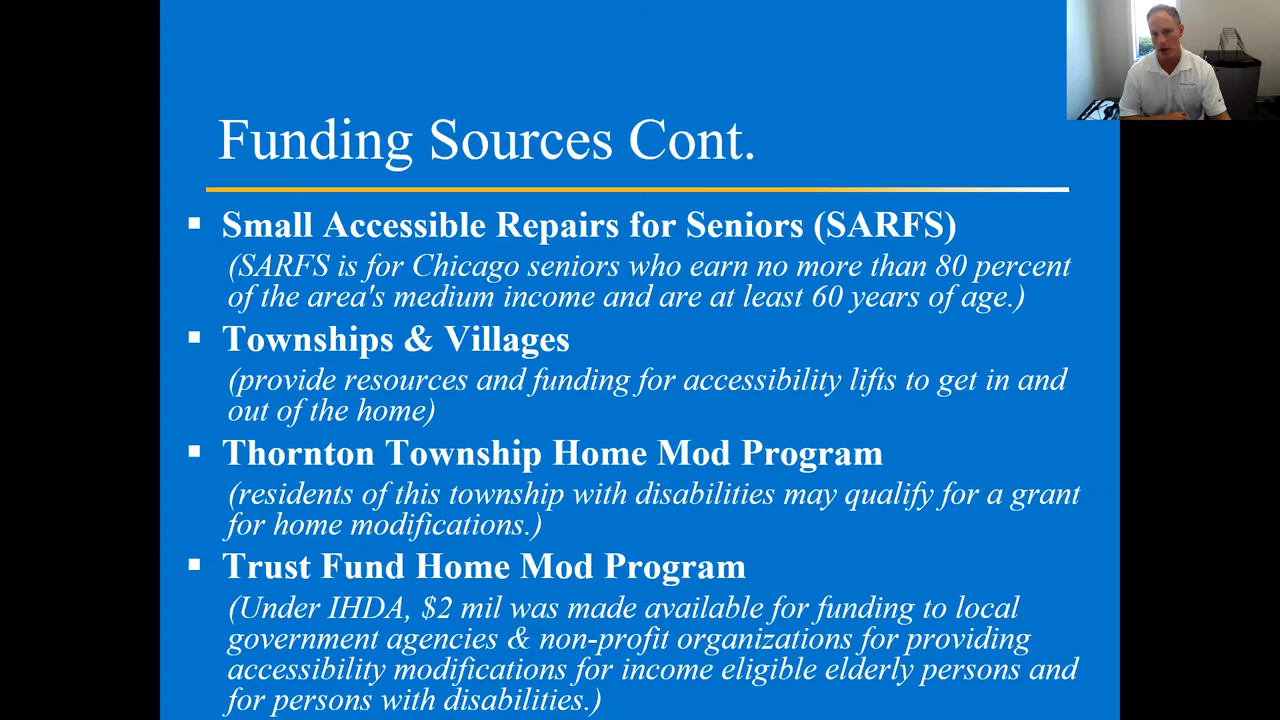 Funding Sources Cont.
▪ Small Accessible Repairs for Seniors (SARFS)
(SARFS is for Chicago seniors who earn no more than 80 percent
of the area's medium income and are at least 60 years of age.)
▪ Townships & Villages
(provide resources and funding for accessibility lifts to get in and
out of the home)
▪ Thornton Township Home Mod Program
(residents of this township with disabilities may qualify for a grant
for home modifications.)
▪ Trust Fund Home Mod Program
(Under IHDA, $2 mil was made available for funding to local
government agencies & non-profit organizations for providing
accessibility modifications for income eligible elderly persons and
for persons with disabilities.)